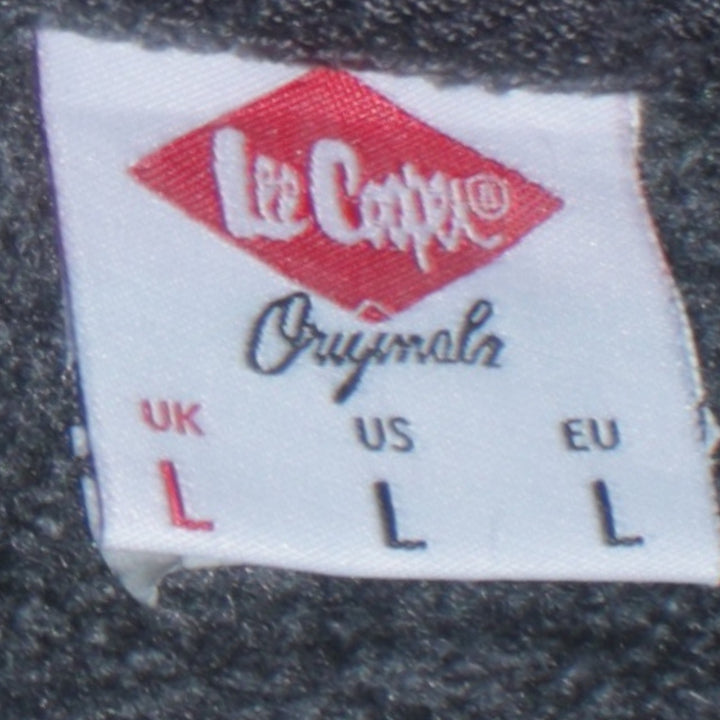 Lee Cooper®
Originals
UK US EU
L L L